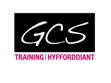 GCS
TRAINING | HYFFORDDIANT